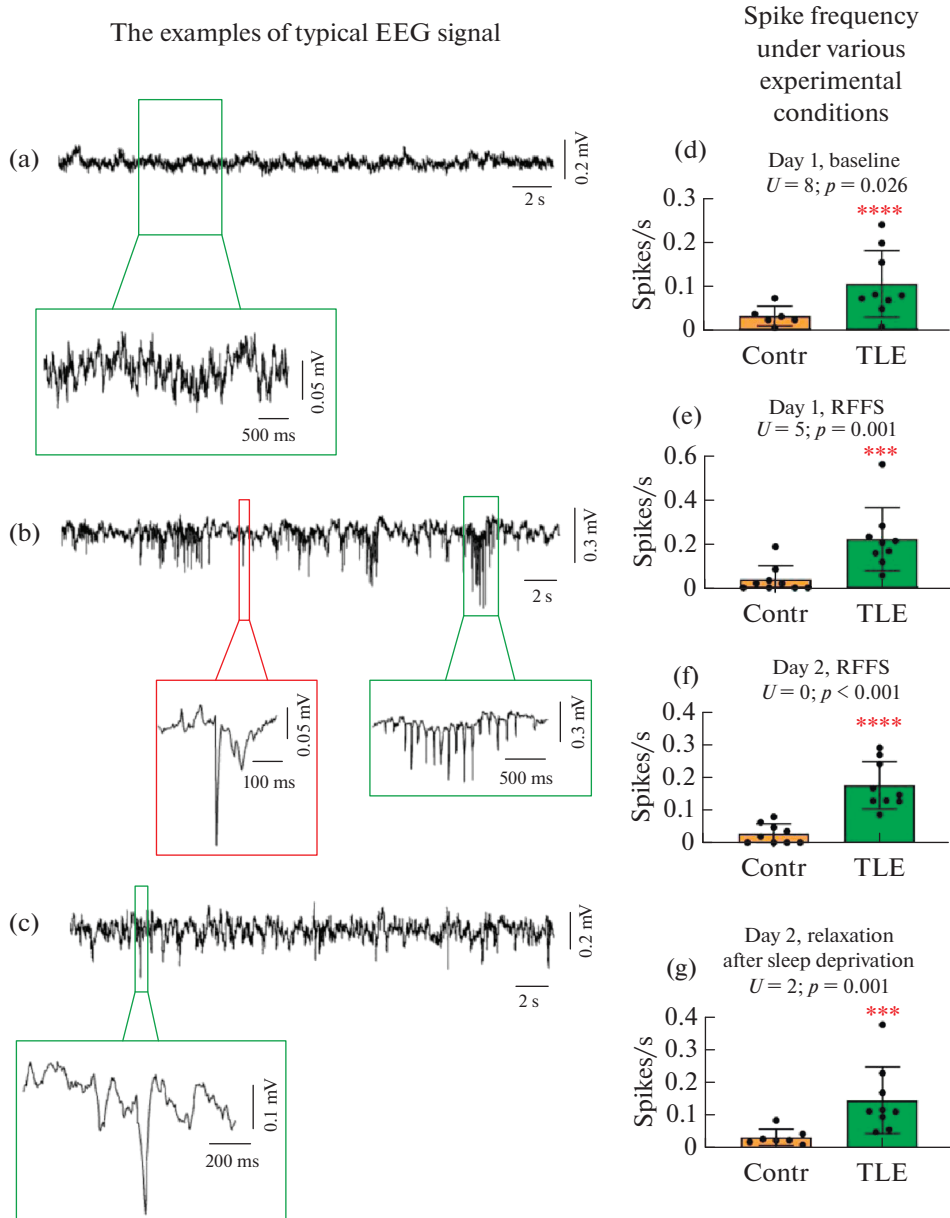 The examples of typical EEG signal
Spike frequency
under various
experimental
conditions
(a)
0.2 mV
2 s
0.05 mV
500 ms
(b)
0.3 mV
2 s
0.05 mV
100 ms
0.3 mV
500 ms
(c)
0.2 mV
2 s
0.1 mV
200 ms
(d)
Day 1, baseline
U = 8; p = 0.026
****
Spikes/s
0.3
0.2
0.1
0
Contr TLE
(e)
Day 1, RFFS
U = 5; p = 0.001
***
Spikes/s
0.6
0.4
0.2
0
Contr TLE
(f)
Day 2, RFFS
U = 0; p < 0.001
****
Spikes/s
0.4
0.3
0.2
0.1
0
Contr TLE
(g)
Day 2, relaxation
after sleep deprivation
U = 2; p = 0.001
***
Spikes/s
0.4
0.3
0.2
0.1
0
Contr TLE